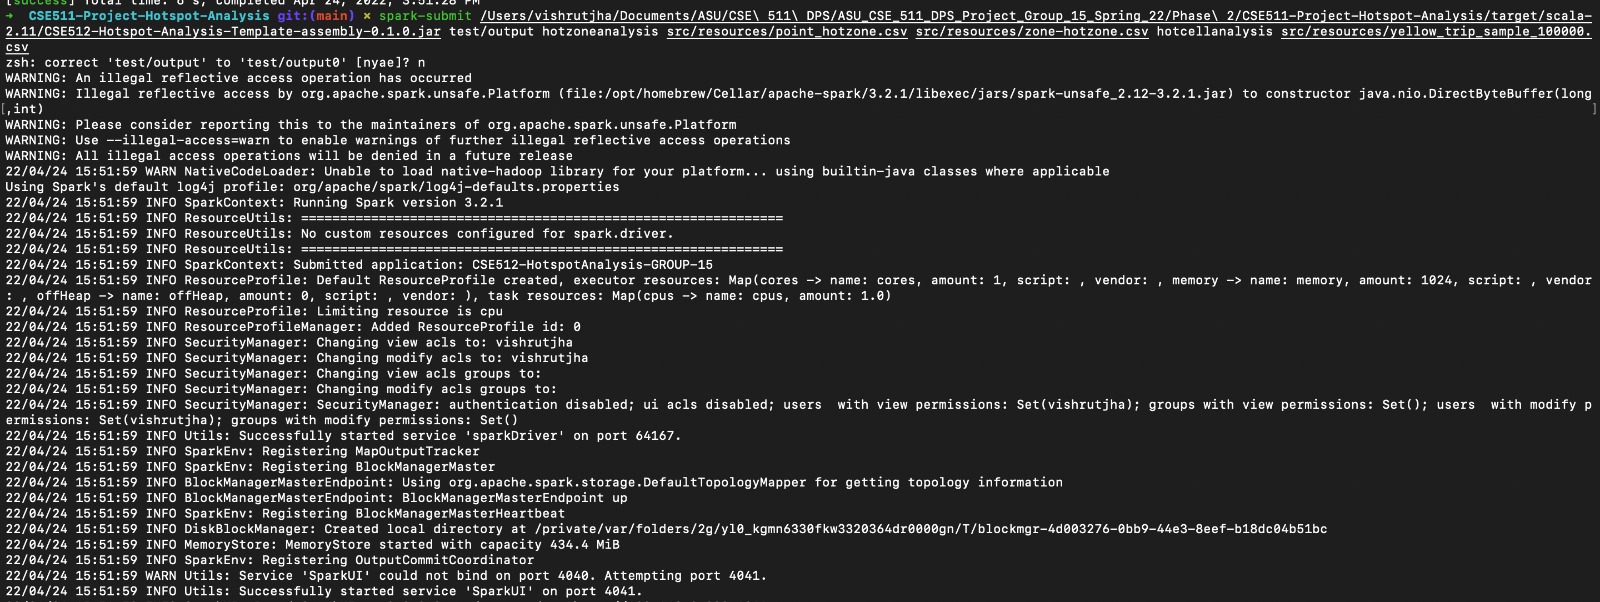 [success] Total time: 6 s, completed Apr 24, 2022, 3:51:28 PM
➜  CSE511-Project-Hotspot-Analysis git:(main) ✗ spark-submit /Users/vishrutjha/Documents/ASU/CSE\ 511\ DPS/ASU_CSE_511_DPS_Project_Group_15_Spring_22/Phase\ 2/CSE511-Project-Hotspot-Analysis/target/scala-
2.11/CSE512-Hotspot-Analysis-Template-assembly-0.1.0.jar test/output hotzoneanalysis src/resources/point_hotzone.csv src/resources/zone-hotzone.csv hotcellanalysis src/resources/yellow_trip_sample_100000.
csv
zsh: correct 'test/output' to 'test/output0' [nyae]? n
WARNING: An illegal reflective access operation has occurred
WARNING: Illegal reflective access by org.apache.spark.unsafe.Platform (file:/opt/homebrew/Cellar/apache-spark/3.2.1/libexec/jars/spark-unsafe_2.12-3.2.1.jar) to constructor java.nio.DirectByteBuffer(long
,int)
WARNING: Please consider reporting this to the maintainers of org.apache.spark.unsafe.Platform
WARNING: Use --illegal-access=warn to enable warnings of further illegal reflective access operations
WARNING: All illegal access operations will be denied in a future release
22/04/24 15:51:59 WARN NativeCodeLoader: Unable to load native-hadoop library for your platform... using builtin-java classes where applicable
Using Spark's default log4j profile: org/apache/spark/log4j-defaults.properties
22/04/24 15:51:59 INFO SparkContext: Running Spark version 3.2.1
22/04/24 15:51:59 INFO ResourceUtils: ==============================================================
22/04/24 15:51:59 INFO ResourceUtils: No custom resources configured for spark.driver.
22/04/24 15:51:59 INFO ResourceUtils: ==============================================================
22/04/24 15:51:59 INFO SparkContext: Submitted application: CSE512-HotspotAnalysis-GROUP-15
22/04/24 15:51:59 INFO ResourceProfile: Default ResourceProfile created, executor resources: Map(cores -> name: cores, amount: 1, script: , vendor: , memory -> name: memory, amount: 1024, script: , vendor
: , offHeap -> name: offHeap, amount: 0, script: , vendor: ), task resources: Map(cpus -> name: cpus, amount: 1.0)
22/04/24 15:51:59 INFO ResourceProfile: Limiting resource is cpu
22/04/24 15:51:59 INFO ResourceProfileManager: Added ResourceProfile id: 0
22/04/24 15:51:59 INFO SecurityManager: Changing view acls to: vishrutjha
22/04/24 15:51:59 INFO SecurityManager: Changing modify acls to: vishrutjha
22/04/24 15:51:59 INFO SecurityManager: Changing view acls groups to:
22/04/24 15:51:59 INFO SecurityManager: Changing modify acls groups to:
22/04/24 15:51:59 INFO SecurityManager: SecurityManager: authentication disabled; ui acls disabled; users  with view permissions: Set(vishrutjha); groups with view permissions: Set(); users  with modify p
ermissions: Set(vishrutjha); groups with modify permissions: Set()
22/04/24 15:51:59 INFO Utils: Successfully started service 'sparkDriver' on port 64167.
22/04/24 15:51:59 INFO SparkEnv: Registering MapOutputTracker
22/04/24 15:51:59 INFO SparkEnv: Registering BlockManagerMaster
22/04/24 15:51:59 INFO BlockManagerMasterEndpoint: Using org.apache.spark.storage.DefaultTopologyMapper for getting topology information
22/04/24 15:51:59 INFO BlockManagerMasterEndpoint: BlockManagerMasterEndpoint up
22/04/24 15:51:59 INFO SparkEnv: Registering BlockManagerMasterHeartbeat
22/04/24 15:51:59 INFO DiskBlockManager: Created local directory at /private/var/folders/2g/yl0_kgmn6330fkw3320364dr0000gn/T/blockmgr-4d003276-0bb9-44e3-8eef-b18dc04b51bc
22/04/24 15:51:59 INFO MemoryStore: MemoryStore started with capacity 434.4 MiB
22/04/24 15:51:59 INFO SparkEnv: Registering OutputCommitCoordinator
22/04/24 15:51:59 WARN Utils: Service 'SparkUI' could not bind on port 4040. Attempting port 4041.
22/04/24 15:51:59 INFO Utils: Successfully started service 'SparkUI' on port 4041.